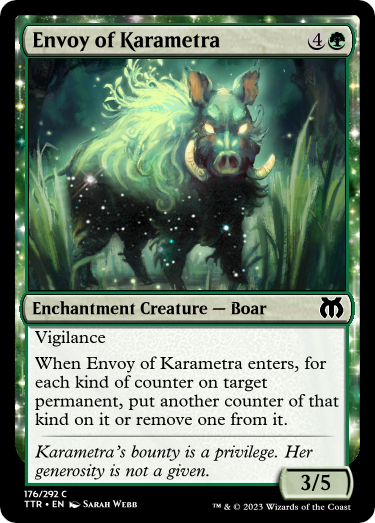 Envoy of Karametra 4
Enchantment Creature — Boar
Vigilance
When Envoy of Karametra enters, for
each kind of counter on target
permanent, put another counter of that
kind on it or remove one from it.
Karametra's bounty is a privilege. Her
generosity is not a given.
3/5
176/292 C
TTR • EN Sarah Webb
™ & © 2023 Wizards of the Coast